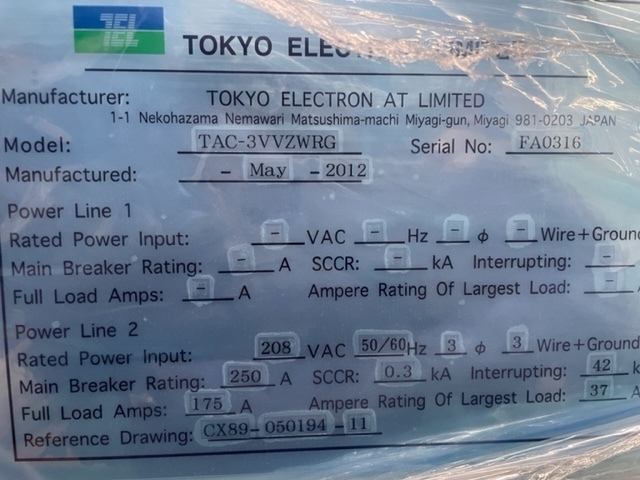 TEL TOKYO ELEC
Manufacturer: TOKYO ELECTRON AT LIMITED
1-1 Nekohazama Nemawari Matsushima-machi Miyagi-gun, Miyagi 981-0203 JAPAN
Model: TAC-3VVZWRG Serial No: FA0316
Manufactured: - May - 2012
Power Line 1
Rated Power Input: - VAC - Hz - φ - Wire+Ground
Main Breaker Rating: - A SCCR: - kA Interrupting: -
Full Load Amps: - A Ampere Rating Of Largest Load: -
Power Line 2
Rated Power Input: 208 VAC 50/60 Hz 3 φ 3 Wire+Ground
Main Breaker Rating: 250 A SCCR: 0.3 kA Interrupting: 42 k
Full Load Amps: 175 A Ampere Rating Of Largest Load: 37 A
Reference Drawing: CX89-050194-11